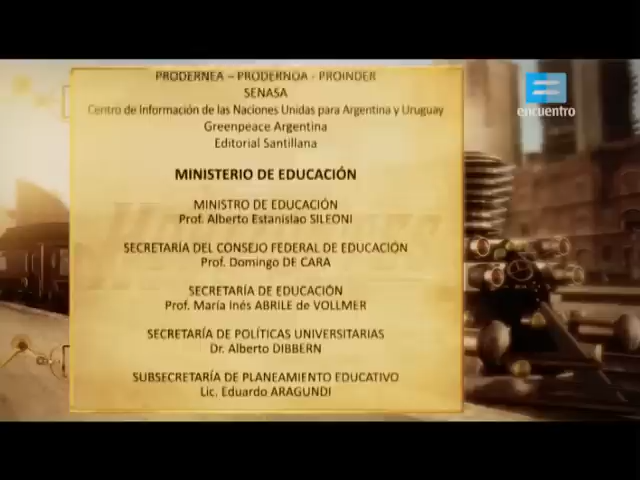 PRODERNEA – PRODERNOA - PROINDER
SENASA
Centro de Información de las Naciones Unidas para Argentina y Uruguay
Greenpeace Argentina
Editorial Santillana
MINISTERIO DE EDUCACIÓN
MINISTRO DE EDUCACIÓN
Prof. Alberto Estanislao SILEONI
SECRETARÍA DEL CONSEJO FEDERAL DE EDUCACIÓN
Prof. Domingo DE CARA
SECRETARÍA DE EDUCACIÓN
Prof. María Inés ABRILE de VOLLMER
SECRETARÍA DE POLÍTICAS UNIVERSITARIAS
Dr. Alberto DIBBERN
SUBSECRETARÍA DE PLANEAMIENTO EDUCATIVO
Lic. Eduardo ARAGUNDI
encuentro